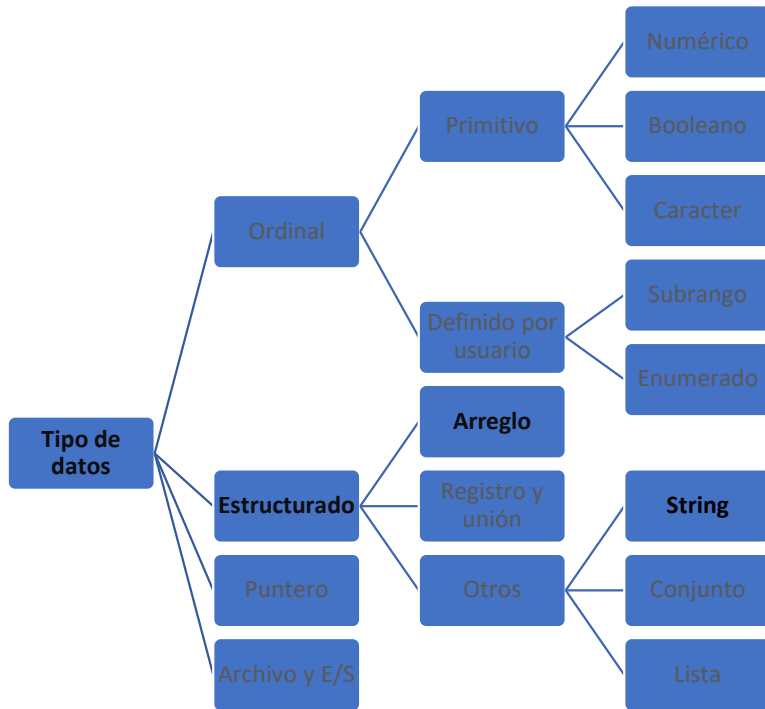 Numérico
Primitivo
Booleano
Caracter
Ordinal
Subrango
Definido por
usuario
Enumerado
Arreglo
Tipo de
datos
Estructurado
Registro y
unión
String
Puntero
Otros
Conjunto
Archivo y E/S
Lista